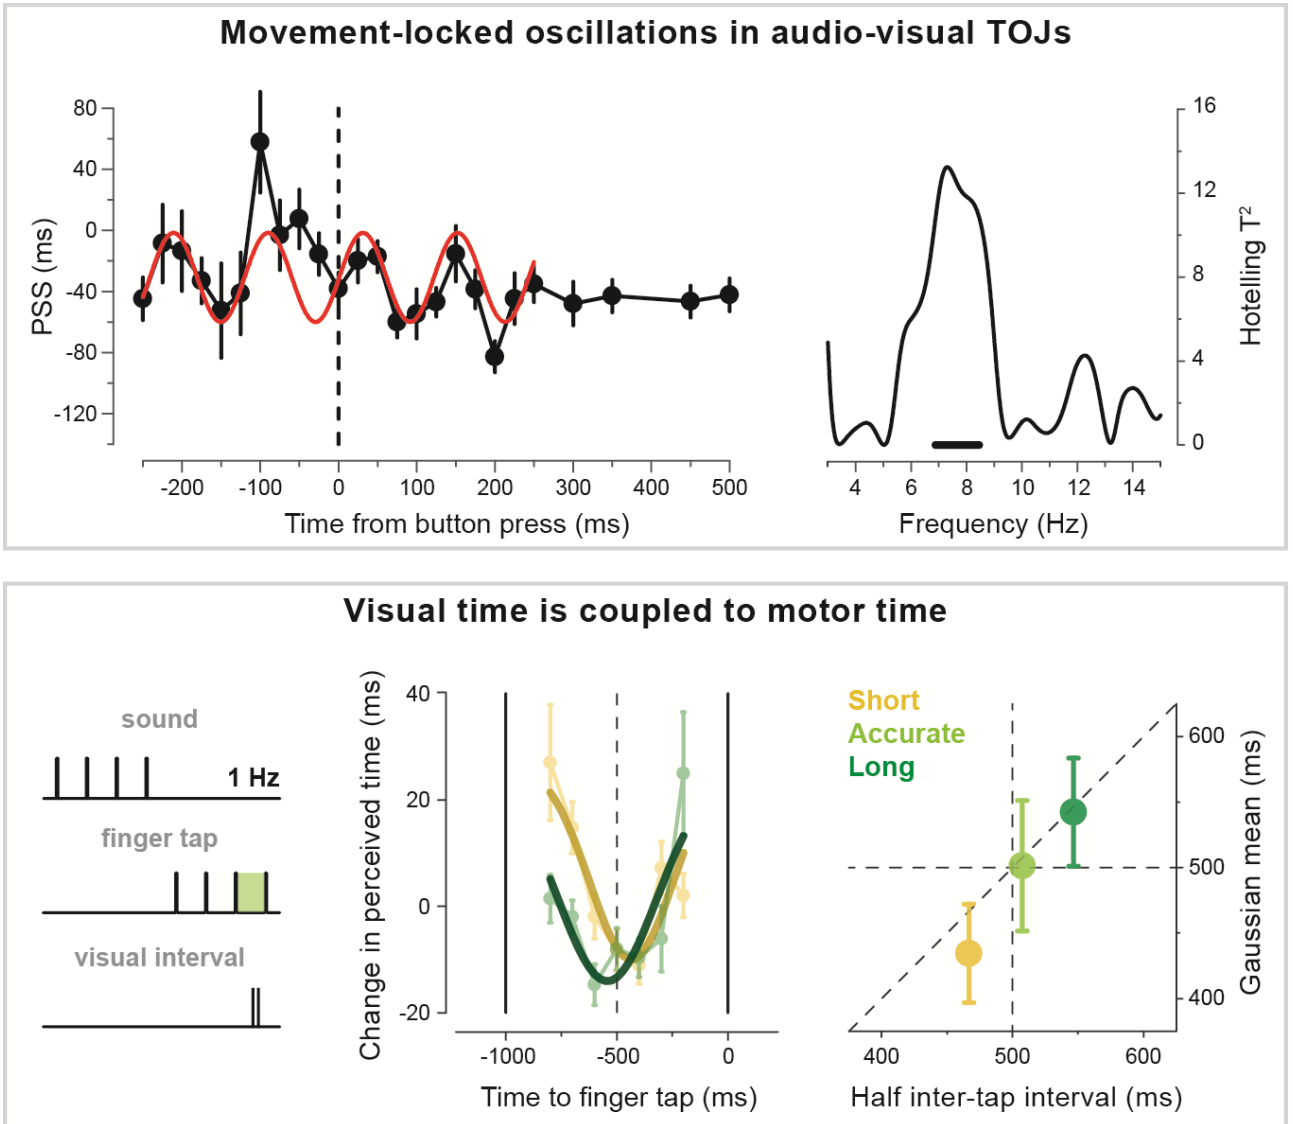 Movement-locked oscillations in audio-visual TOJs
PSS (ms)
80
40
0
-40
-80
-120
-200 -100 0 100 200 300 400 500
Time from button press (ms)
16
12
8
4
0
Hotelling T²
4 6 8 10 12 14
Frequency (Hz)
Visual time is coupled to motor time
sound
1 Hz
finger tap
visual interval
Change in perceived time (ms)
40
20
0
-20
-1000 -500 0
Time to finger tap (ms)
Short
Accurate
Long
600
500
400
Gaussian mean (ms)
400 500 600
Half inter-tap interval (ms)